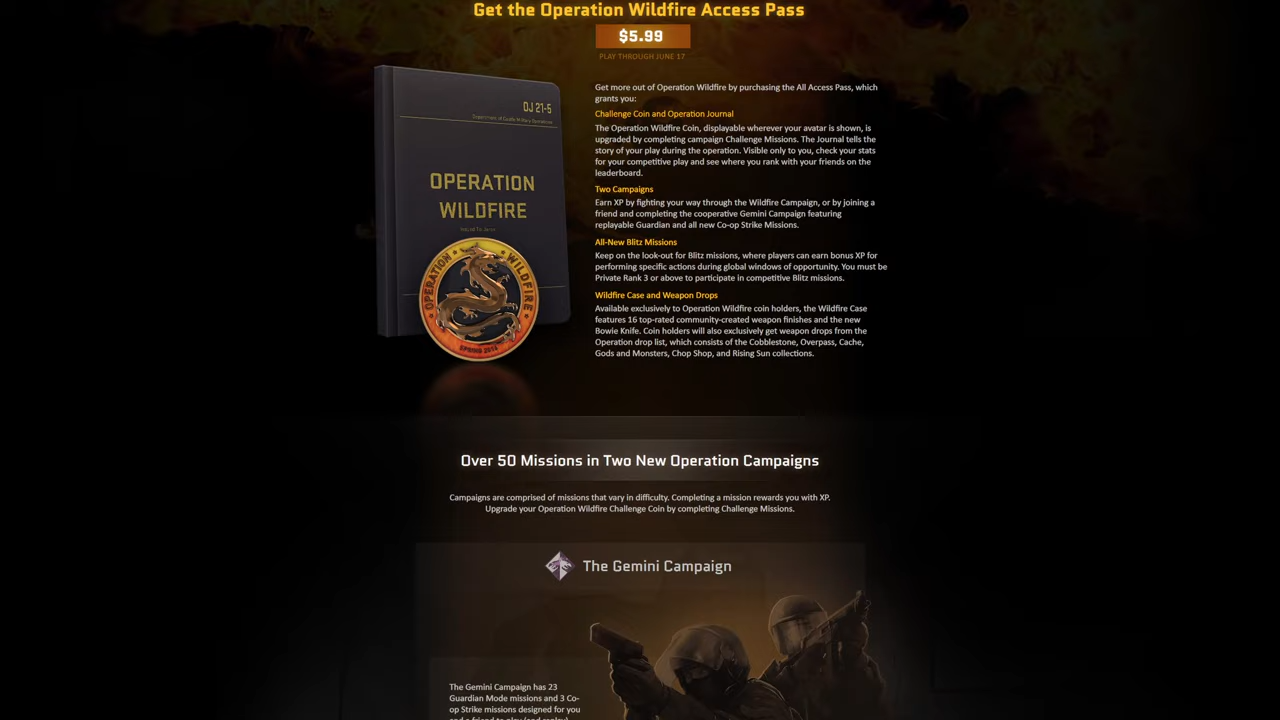 Get the Operation Wildfire Access Pass
$5.99
PLAY THROUGH JUNE 17
OJ 21-5
OPERATION
WILDFIRE
OPERATION WILDFIRE
SPRING 2016
Get more out of Operation Wildfire by purchasing the All Access Pass, which
grants you:
Challenge Coin and Operation Journal
The Operation Wildfire Coin, displayable wherever your avatar is shown, is
upgraded by completing campaign Challenge Missions. The Journal tells the
story of your play during the operation. Visible only to you, check your stats
for your competitive play and see where you rank with your friends on the
leaderboard.
Two Campaigns
Earn XP by fighting your way through the Wildfire Campaign, or by joining a
friend and completing the cooperative Gemini Campaign featuring
replayable Guardian and all new Co-op Strike Missions.
All-New Blitz Missions
Keep on the look-out for Blitz missions, where players can earn bonus XP for
performing specific actions during global windows of opportunity. You must be
Private Rank 3 or above to participate in competitive Blitz missions.
Wildfire Case and Weapon Drops
Available exclusively to Operation Wildfire coin holders, the Wildfire Case
features 16 top-rated community-created weapon finishes and the new
Bowie Knife. Coin holders will also exclusively get weapon drops from the
Operation drop list, which consists of the Cobblestone, Overpass, Cache,
Gods and Monsters, Chop Shop, and Rising Sun collections.
Over 50 Missions in Two New Operation Campaigns
Campaigns are comprised of missions that vary in difficulty. Completing a mission rewards you with XP.
Upgrade your Operation Wildfire Challenge Coin by completing Challenge Missions.
The Gemini Campaign
The Gemini Campaign has 23
Guardian Mode missions and 3 Co-
op Strike missions designed for you
and a friend to play (and replay)